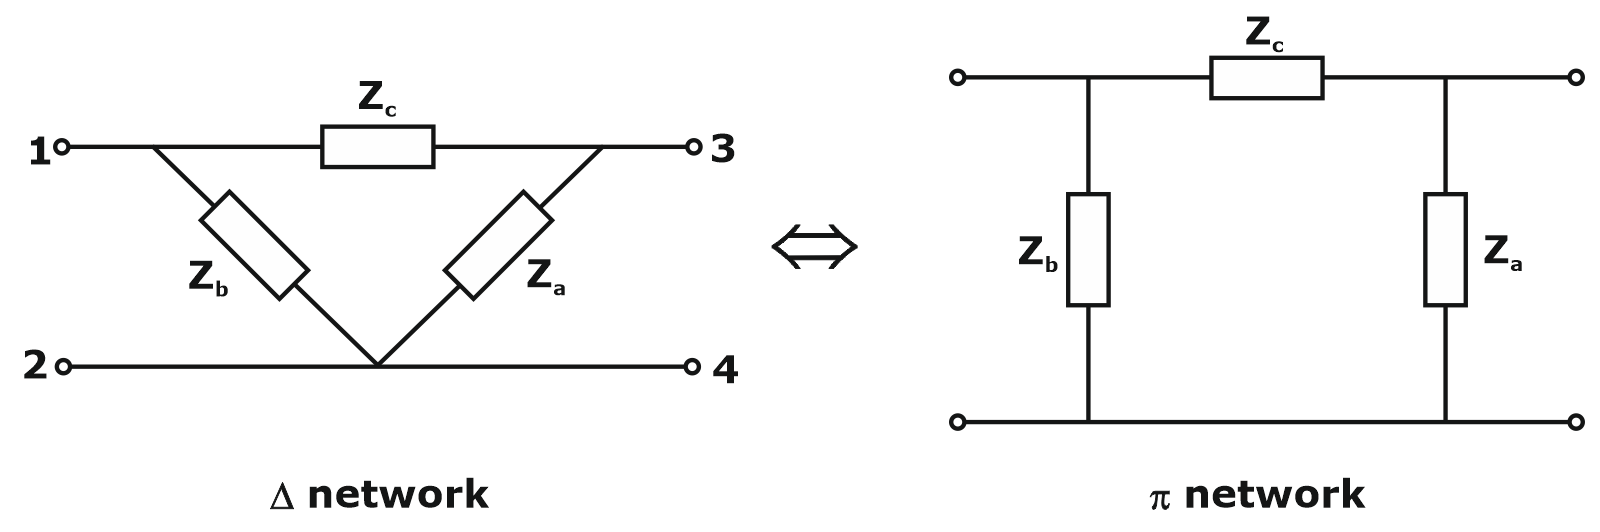 Zc
Zc
1
3
Zb
Za
Zb
Za
2
4
Δ network
π network